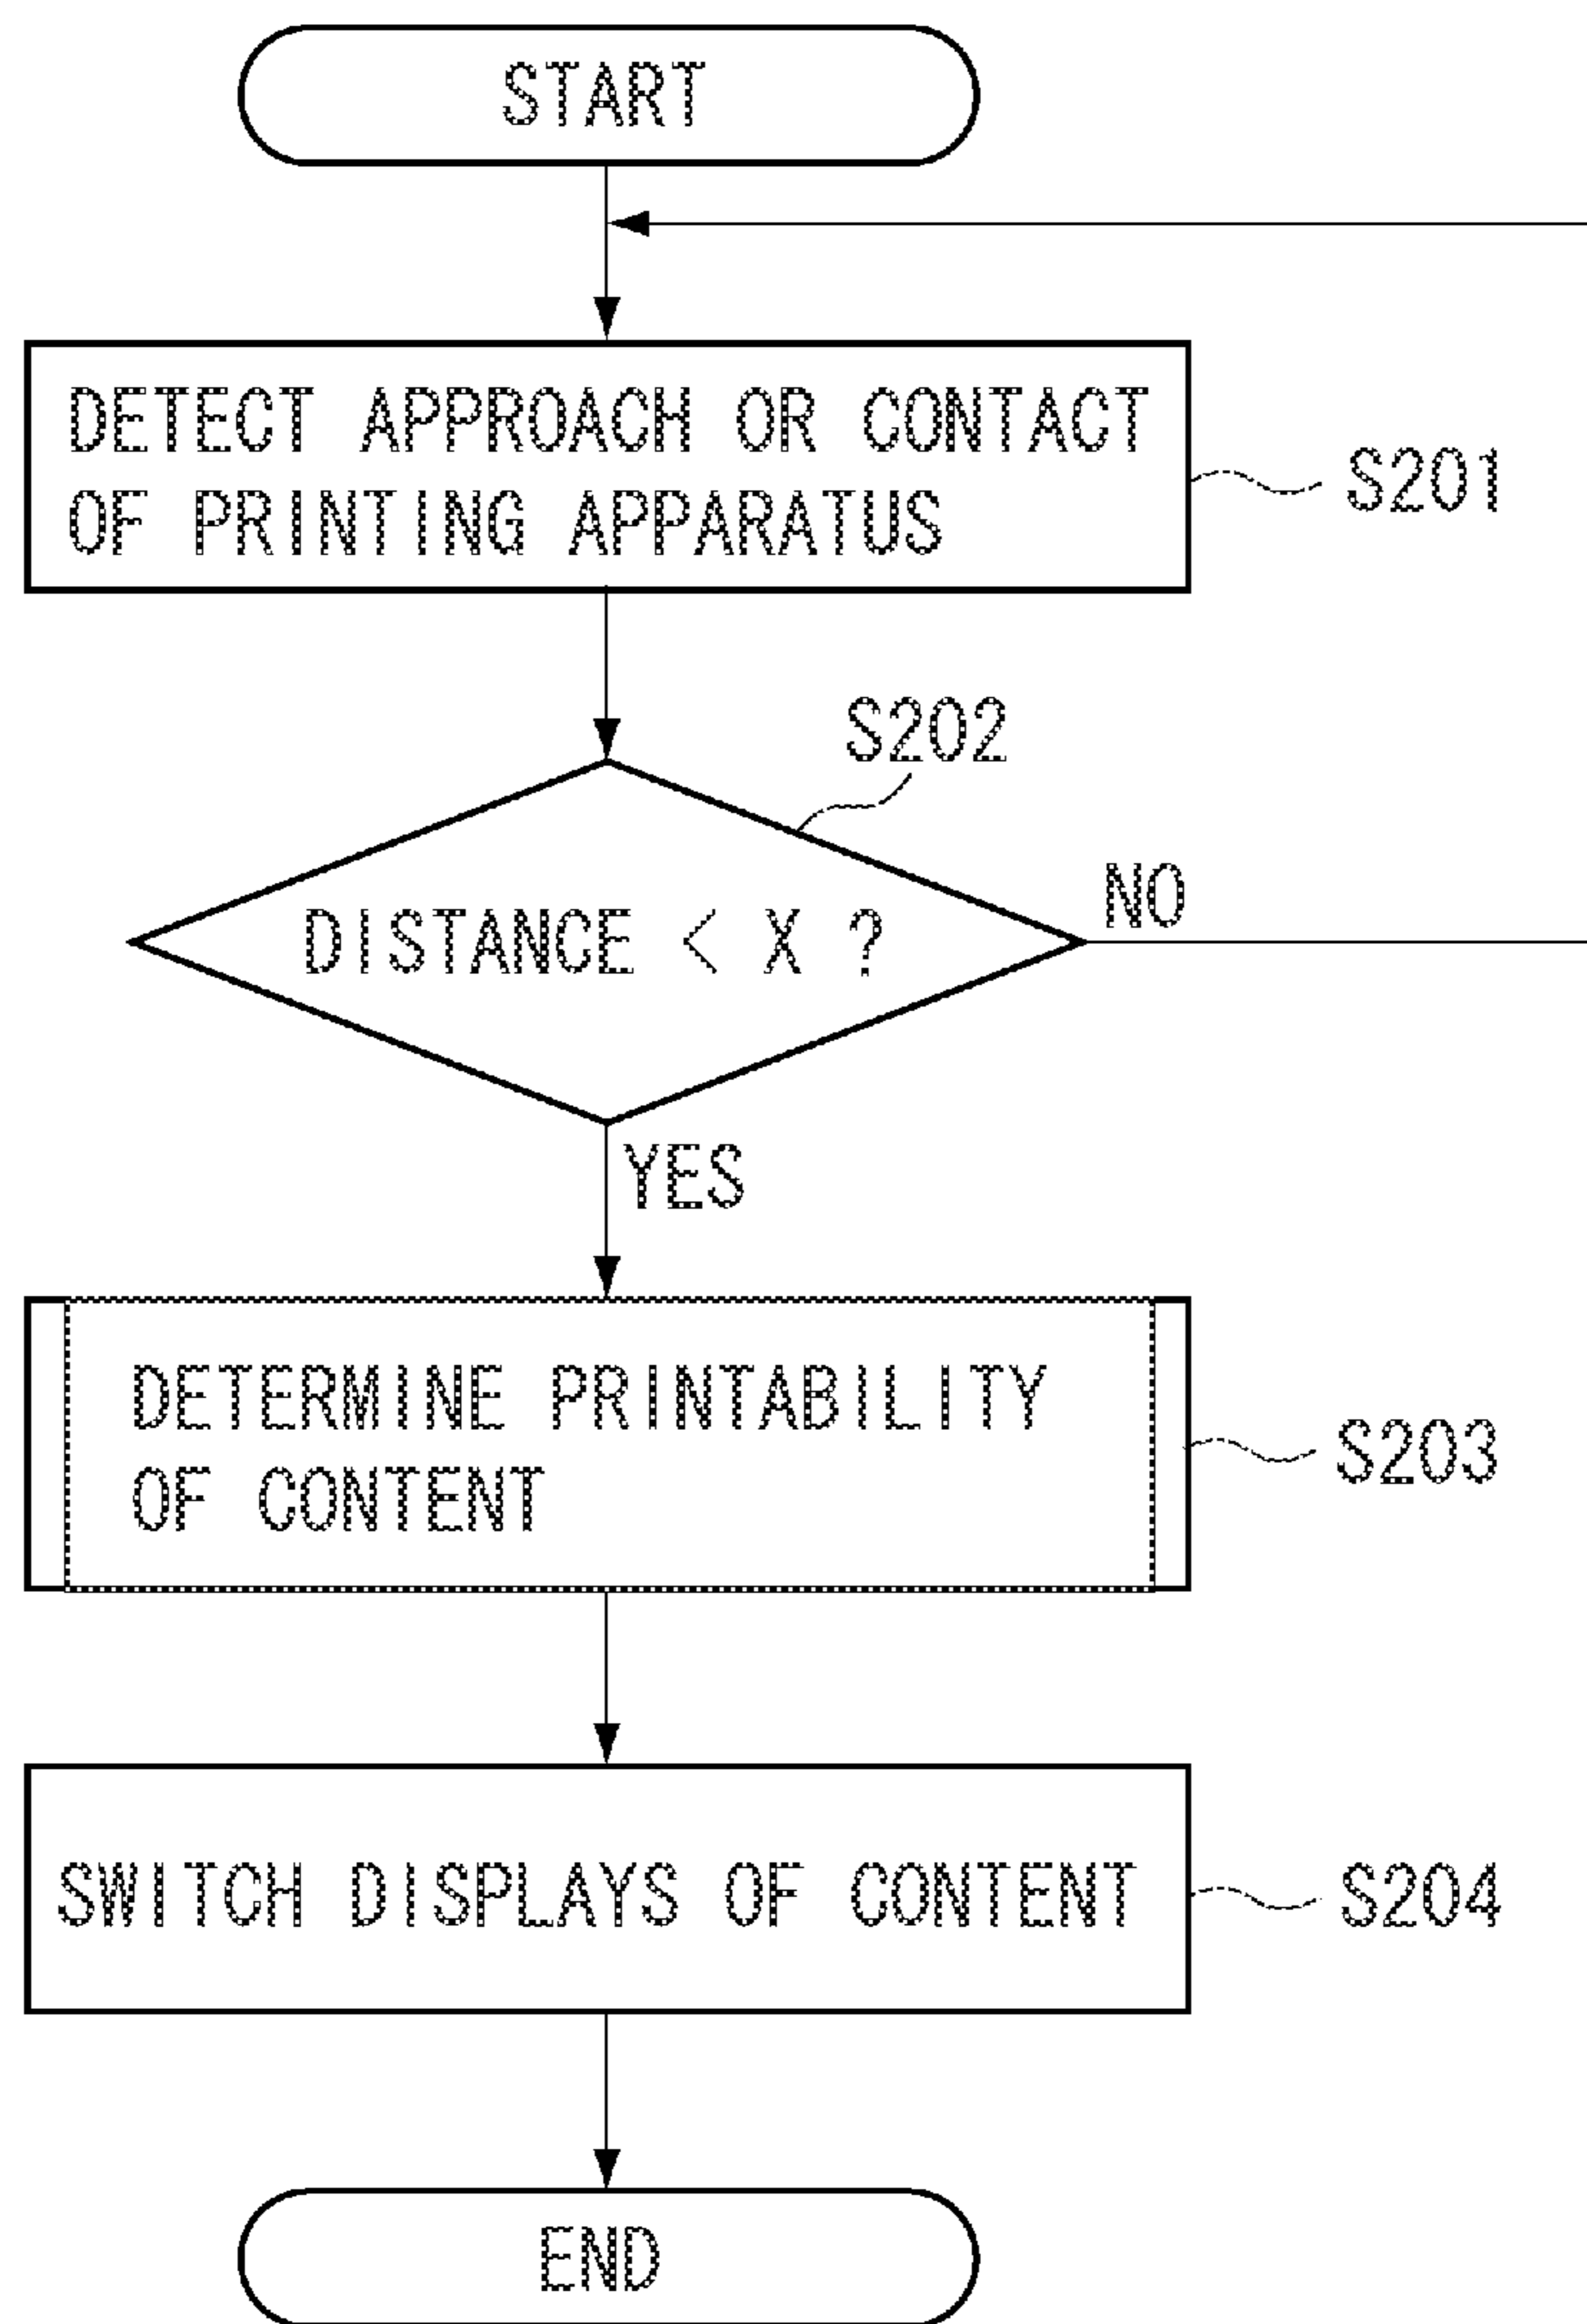 START
DETECT APPROACH OR CONTACT
OF PRINTING APPARATUS
S201
S202
DISTANCE < X ?
NO
YES
DETERMINE PRINTABILITY
OF CONTENT
S203
SWITCH DISPLAYS OF CONTENT
S204
END